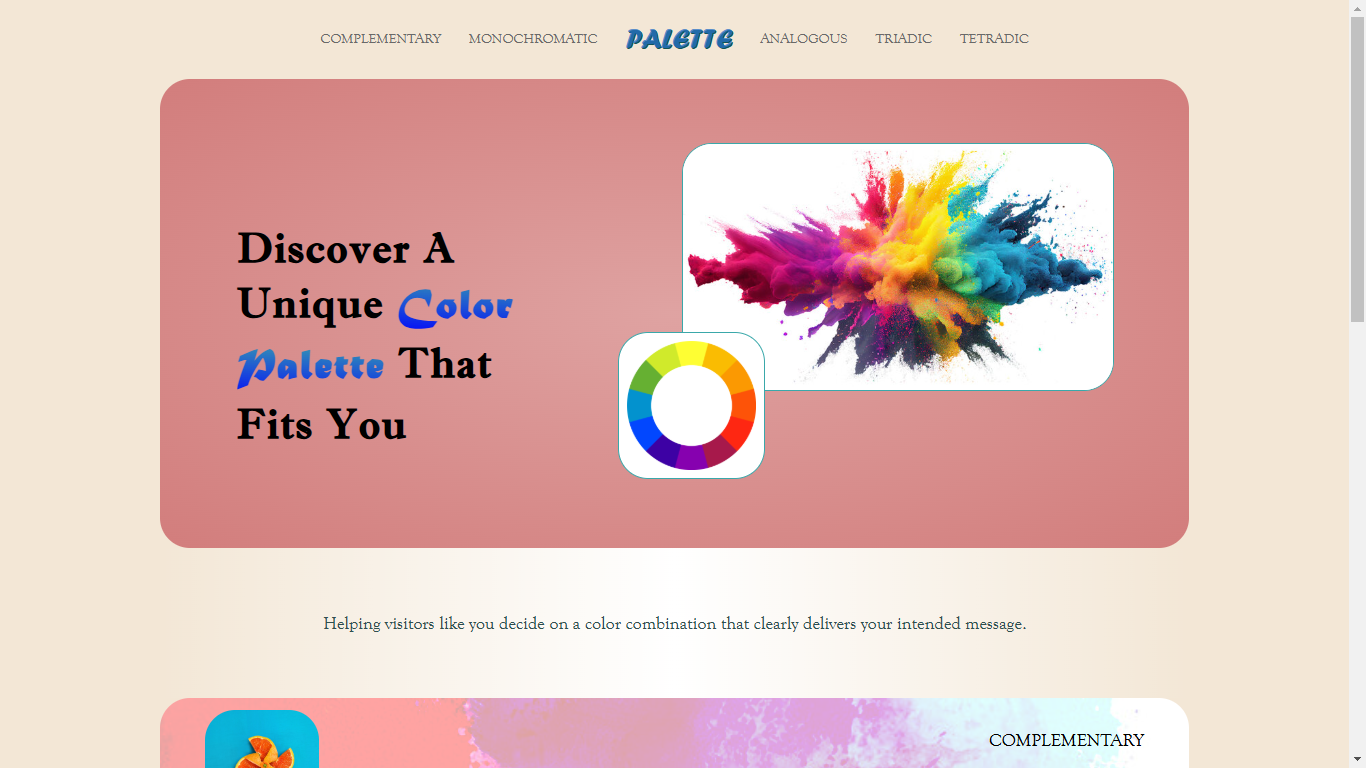 COMPLEMENTARY MONOCHROMATIC PALETTE ANALOGOUS TRIADIC TETRADIC
Discover A
Unique Color
Palette That
Fits You
Helping visitors like you decide on a color combination that clearly delivers your intended message.
COMPLEMENTARY